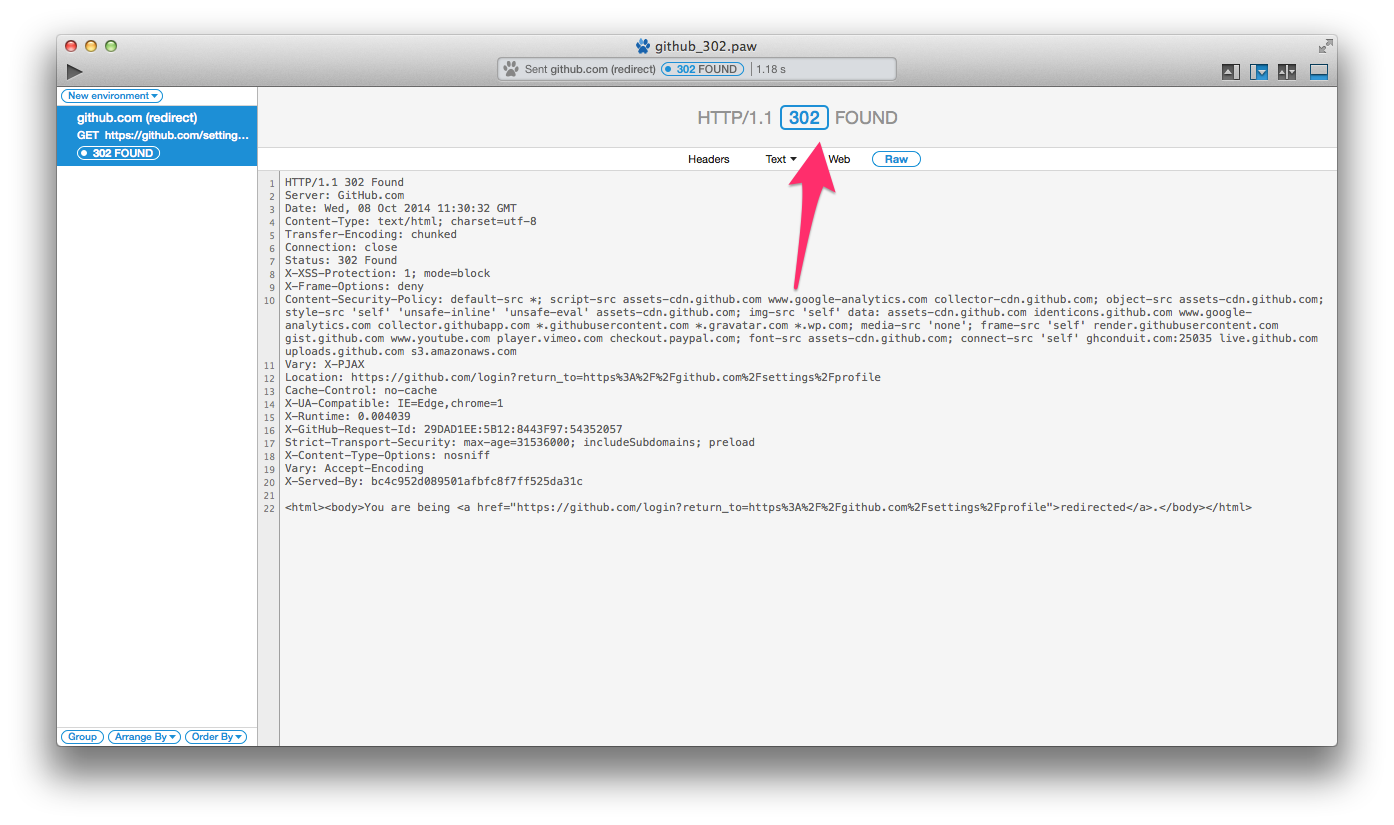 github_302.paw
Sent github.com (redirect) 302 FOUND 1.18 s
New environment
github.com (redirect)
GET https://github.com/setting...
302 FOUND
HTTP/1.1 302 FOUND
Headers Text Web Raw
1 HTTP/1.1 302 Found
2 Server: GitHub.com
3 Date: Wed, 08 Oct 2014 11:30:32 GMT
4 Content-Type: text/html; charset=utf-8
5 Transfer-Encoding: chunked
6 Connection: close
7 Status: 302 Found
8 X-XSS-Protection: 1; mode=block
9 X-Frame-Options: deny
10 Content-Security-Policy: default-src *; script-src assets-cdn.github.com www.google-analytics.com collector-cdn.github.com; object-src assets-cdn.github.com;
style-src 'self' 'unsafe-inline' 'unsafe-eval' assets-cdn.github.com; img-src 'self' data: assets-cdn.github.com identicons.github.com www.google-
analytics.com collector.githubapp.com *.githubusercontent.com *.gravatar.com *.wp.com; media-src 'none'; frame-src 'self' render.githubusercontent.com
gist.github.com www.youtube.com player.vimeo.com checkout.paypal.com; font-src assets-cdn.github.com; connect-src 'self' ghconduit.com:25035 live.github.com
uploads.github.com s3.amazonaws.com
11 Vary: X-PJAX
12 Location: https://github.com/login?return_to=https%3A%2F%2Fgithub.com%2Fsettings%2Fprofile
13 Cache-Control: no-cache
14 X-UA-Compatible: IE=Edge,chrome=1
15 X-Runtime: 0.004039
16 X-GitHub-Request-Id: 29DAD1EE:5B12:8443F97:54352057
17 Strict-Transport-Security: max-age=31536000; includeSubdomains; preload
18 X-Content-Type-Options: nosniff
19 Vary: Accept-Encoding
20 X-Served-By: bc4c952d089501afbfc8f7ff525da31c
21
22 <html><body>You are being <a href="https://github.com/login?return_to=https%3A%2F%2Fgithub.com%2Fsettings%2Fprofile">redirected</a>.</body></html>
Group Arrange By Order By